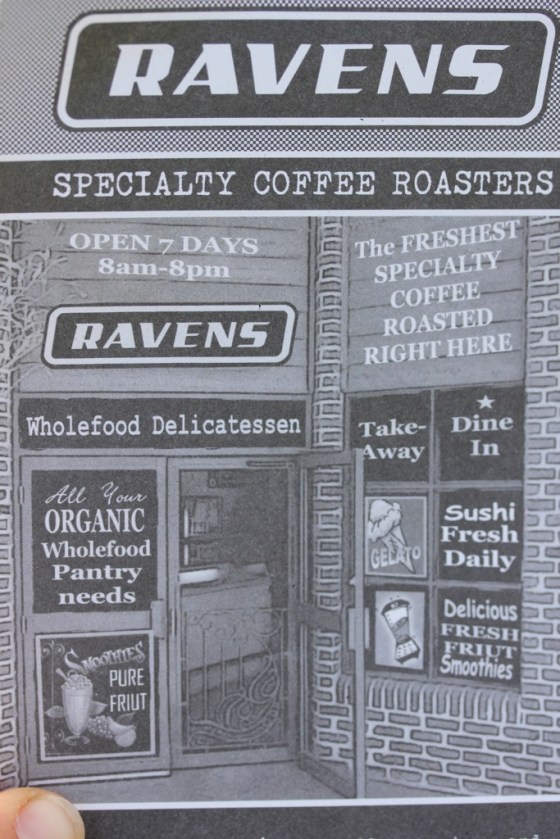 RAVENS
SPECIALTY COFFEE ROASTERS
OPEN 7 DAYS
8am-8pm
RAVENS
Wholefood Delicatessen
All Your
ORGANIC
Wholefood
Pantry
needs
SMOOTHIES
PURE
FRIUT
The FRESHEST
SPECIALTY
COFFEE
ROASTED
RIGHT HERE
Take-
Away
Dine
In
GELATO
Sushi
Fresh
Daily
Delicious
FRESH
FRIUT
Smoothies